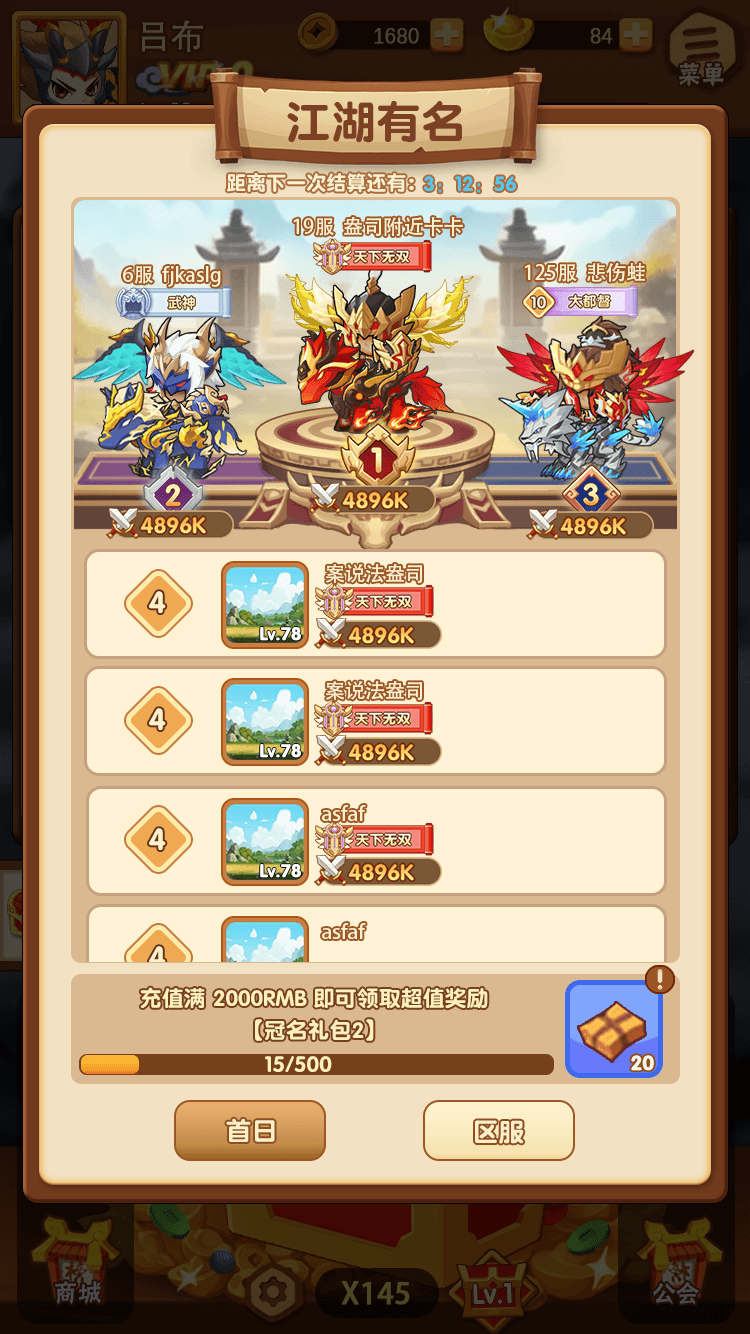 吕布
1680
84
菜单
江湖有名
距离下一次结算还有：3：12：56
19服 盎司附近卡卡
天下无双
6服 fjkaslg
武神
125服 悲伤蛙
10 大都督
1
4896K
2
4896K
3
4896K
4
案说法盎司
天下无双
Lv.78
4896K
4
案说法盎司
天下无双
Lv.78
4896K
4
asfaf
天下无双
Lv.78
4896K
4
asfaf
充值满 2000RMB 即可领取超值奖励
【冠名礼包2】
15/500
!
20
首日
区服
商城
X145
Lv.1
公会